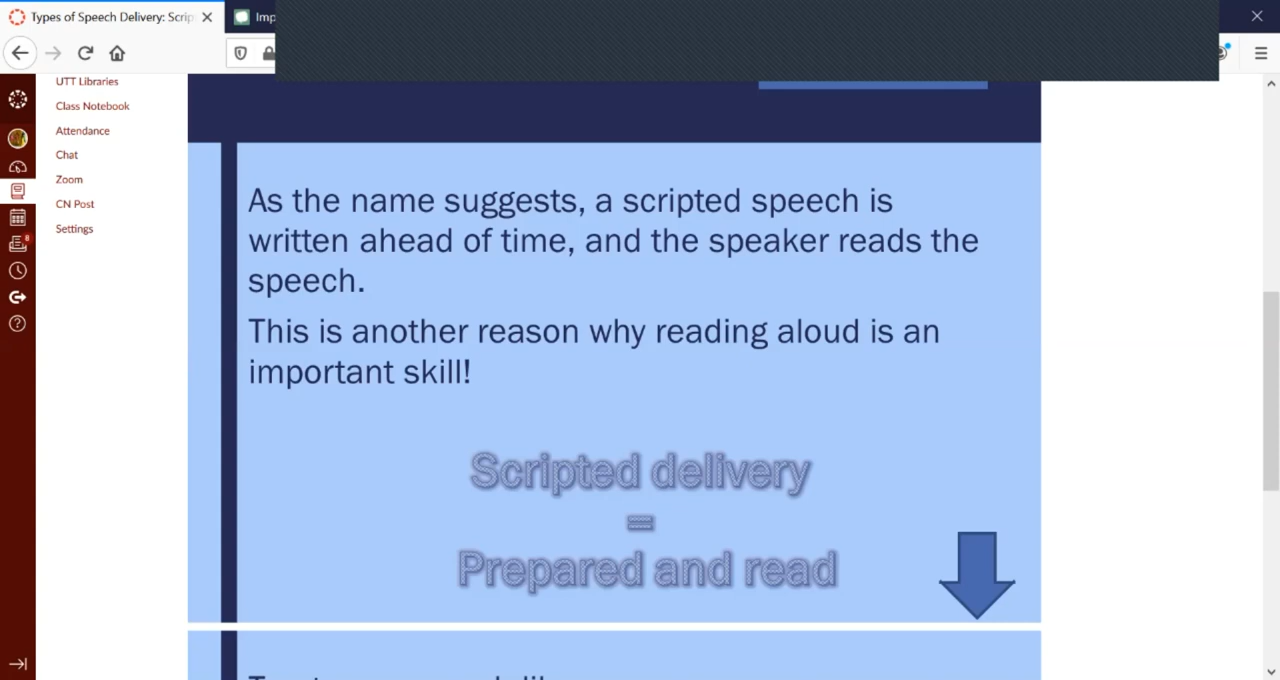 Types of Speech Delivery: Scrip
Imp
UTT Libraries
Class Notebook
Attendance
Chat
Zoom
CN Post
Settings
8
As the name suggests, a scripted speech is
written ahead of time, and the speaker reads the
speech.
This is another reason why reading aloud is an
important skill!
Scripted delivery
=
Prepared and read